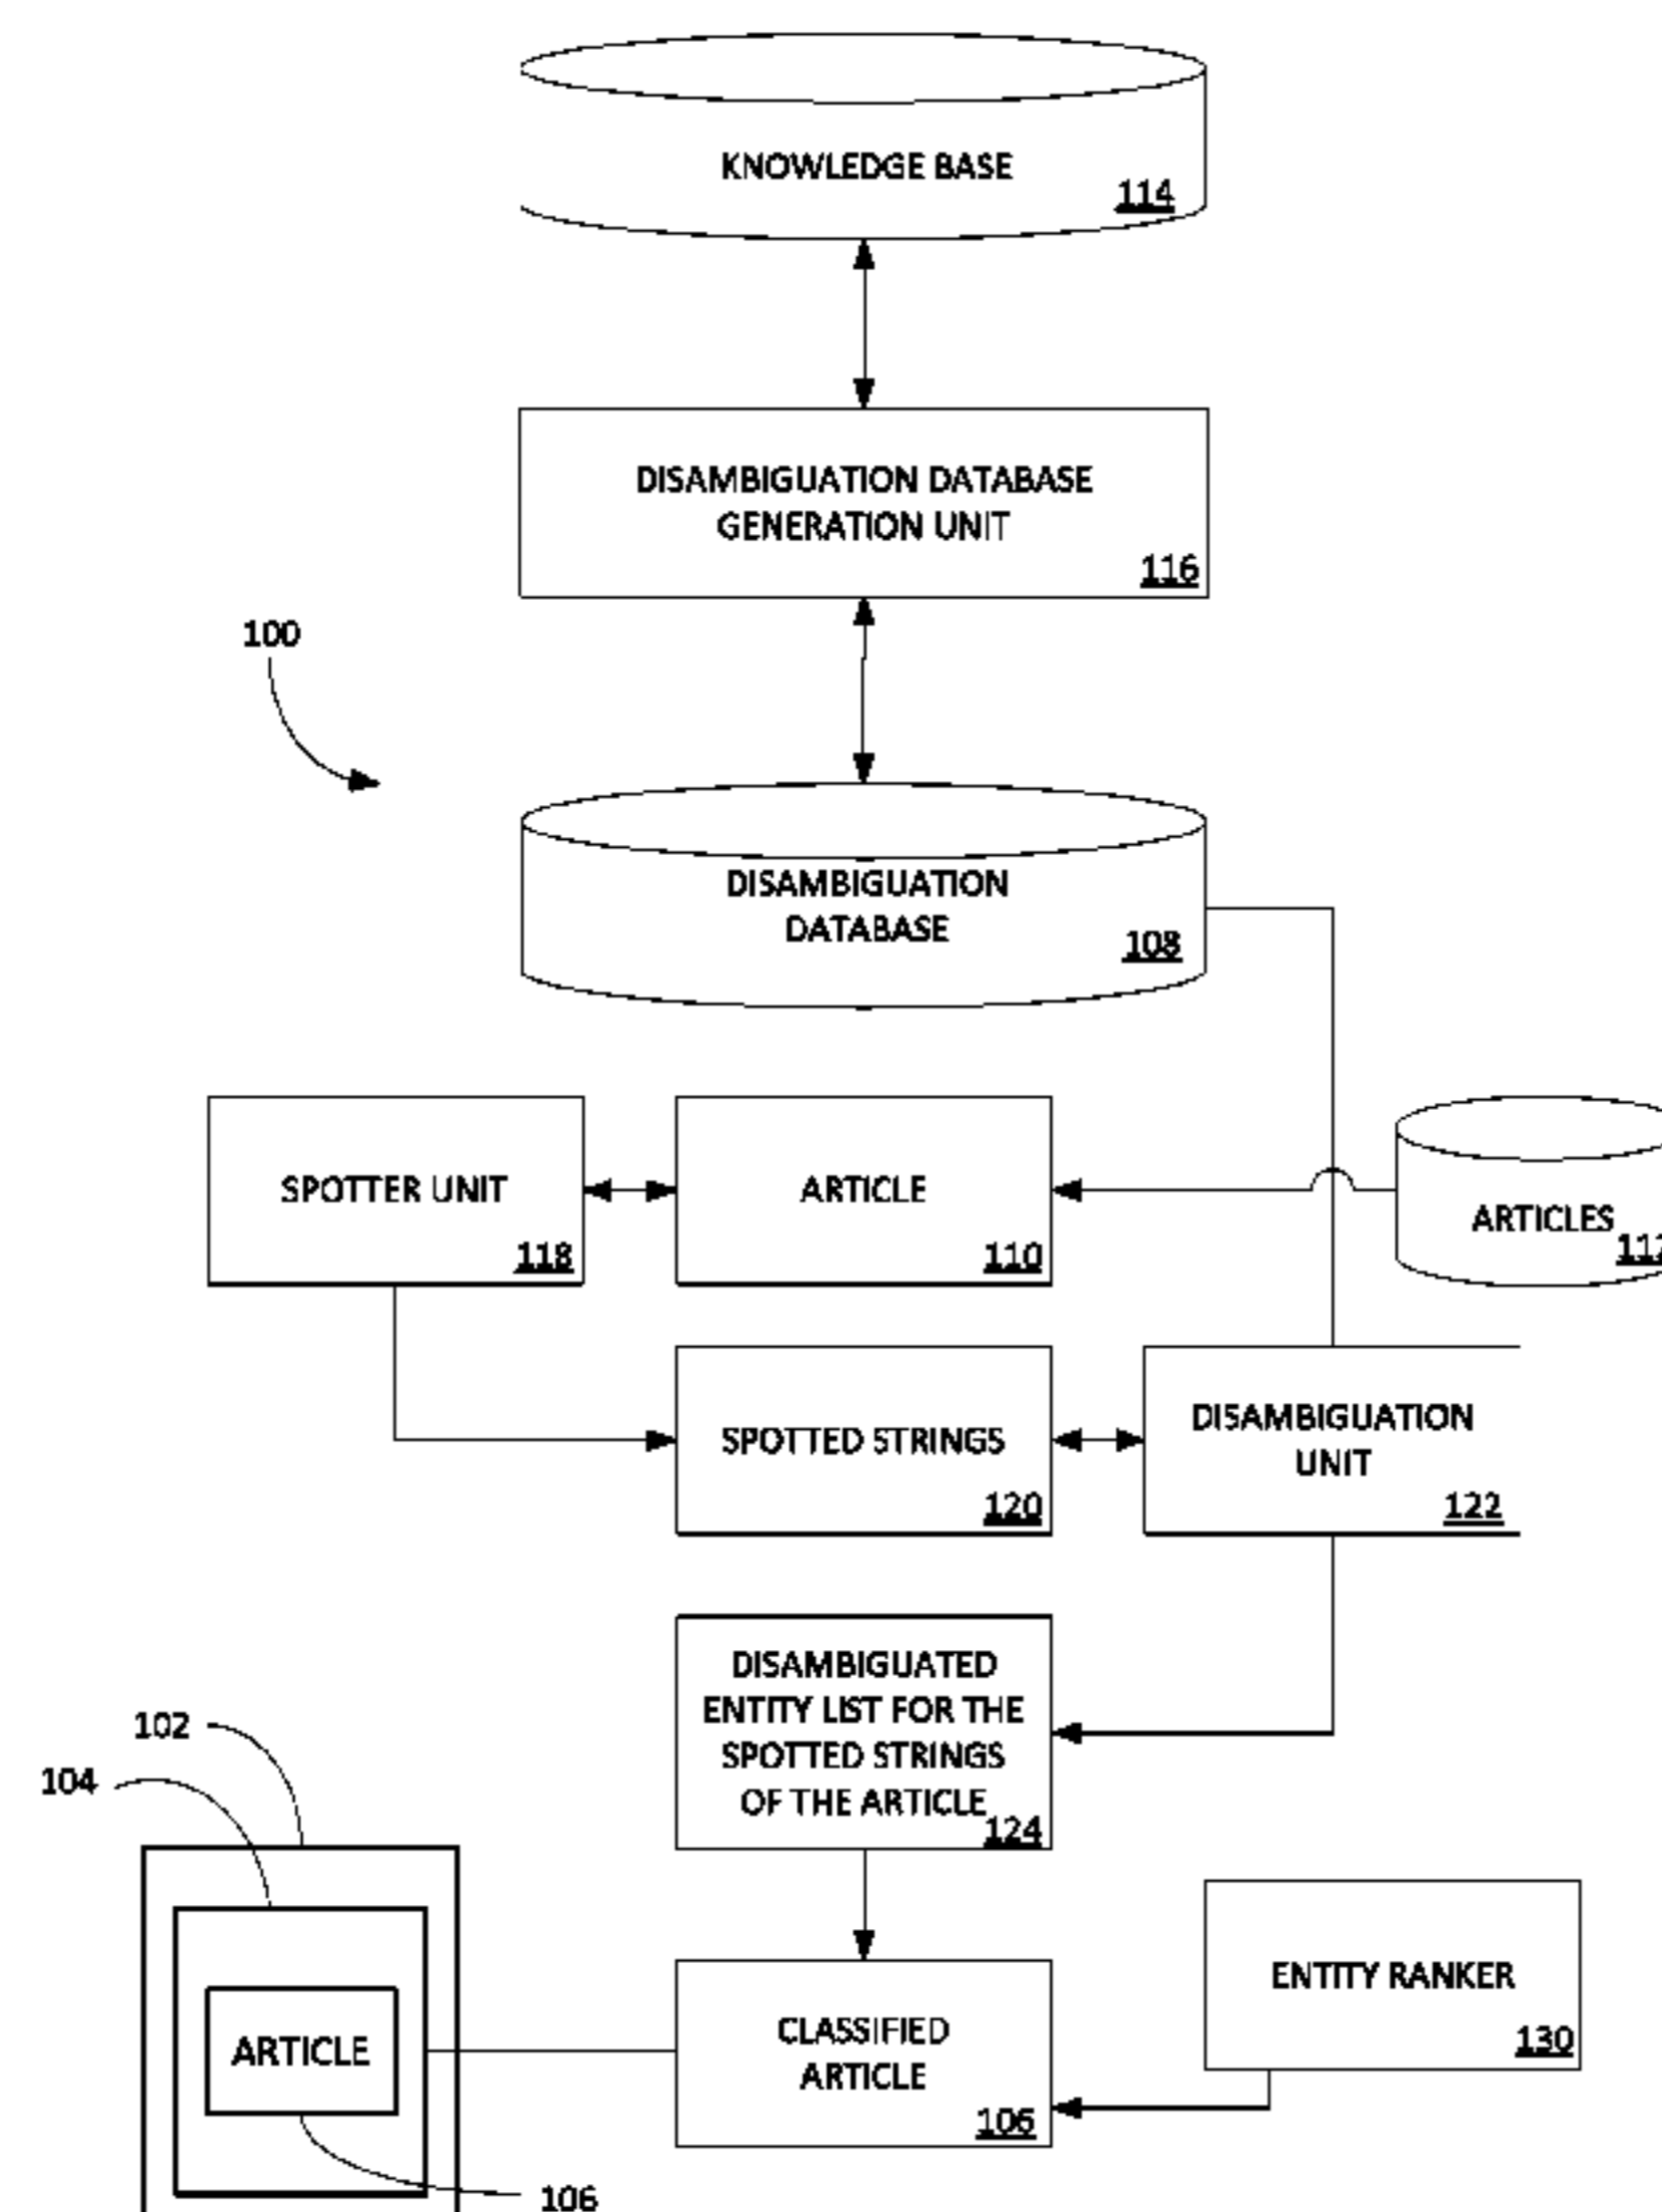 KNOWLEDGE BASE
114
DISAMBIGUATION DATABASE
GENERATION UNIT
116
100
DISAMBIGUATION
DATABASE
108
SPOTTER UNIT
118
ARTICLE
110
ARTICLES
SPOTTED STRINGS
120
DISAMBIGUATION
UNIT
122
DISAMBIGUATED
ENTITY LIST FOR THE
SPOTTED STRINGS
OF THE ARTICLE
124
102
104
ARTICLE
106
CLASSIFIED
ARTICLE
106
ENTITY RANKER
130